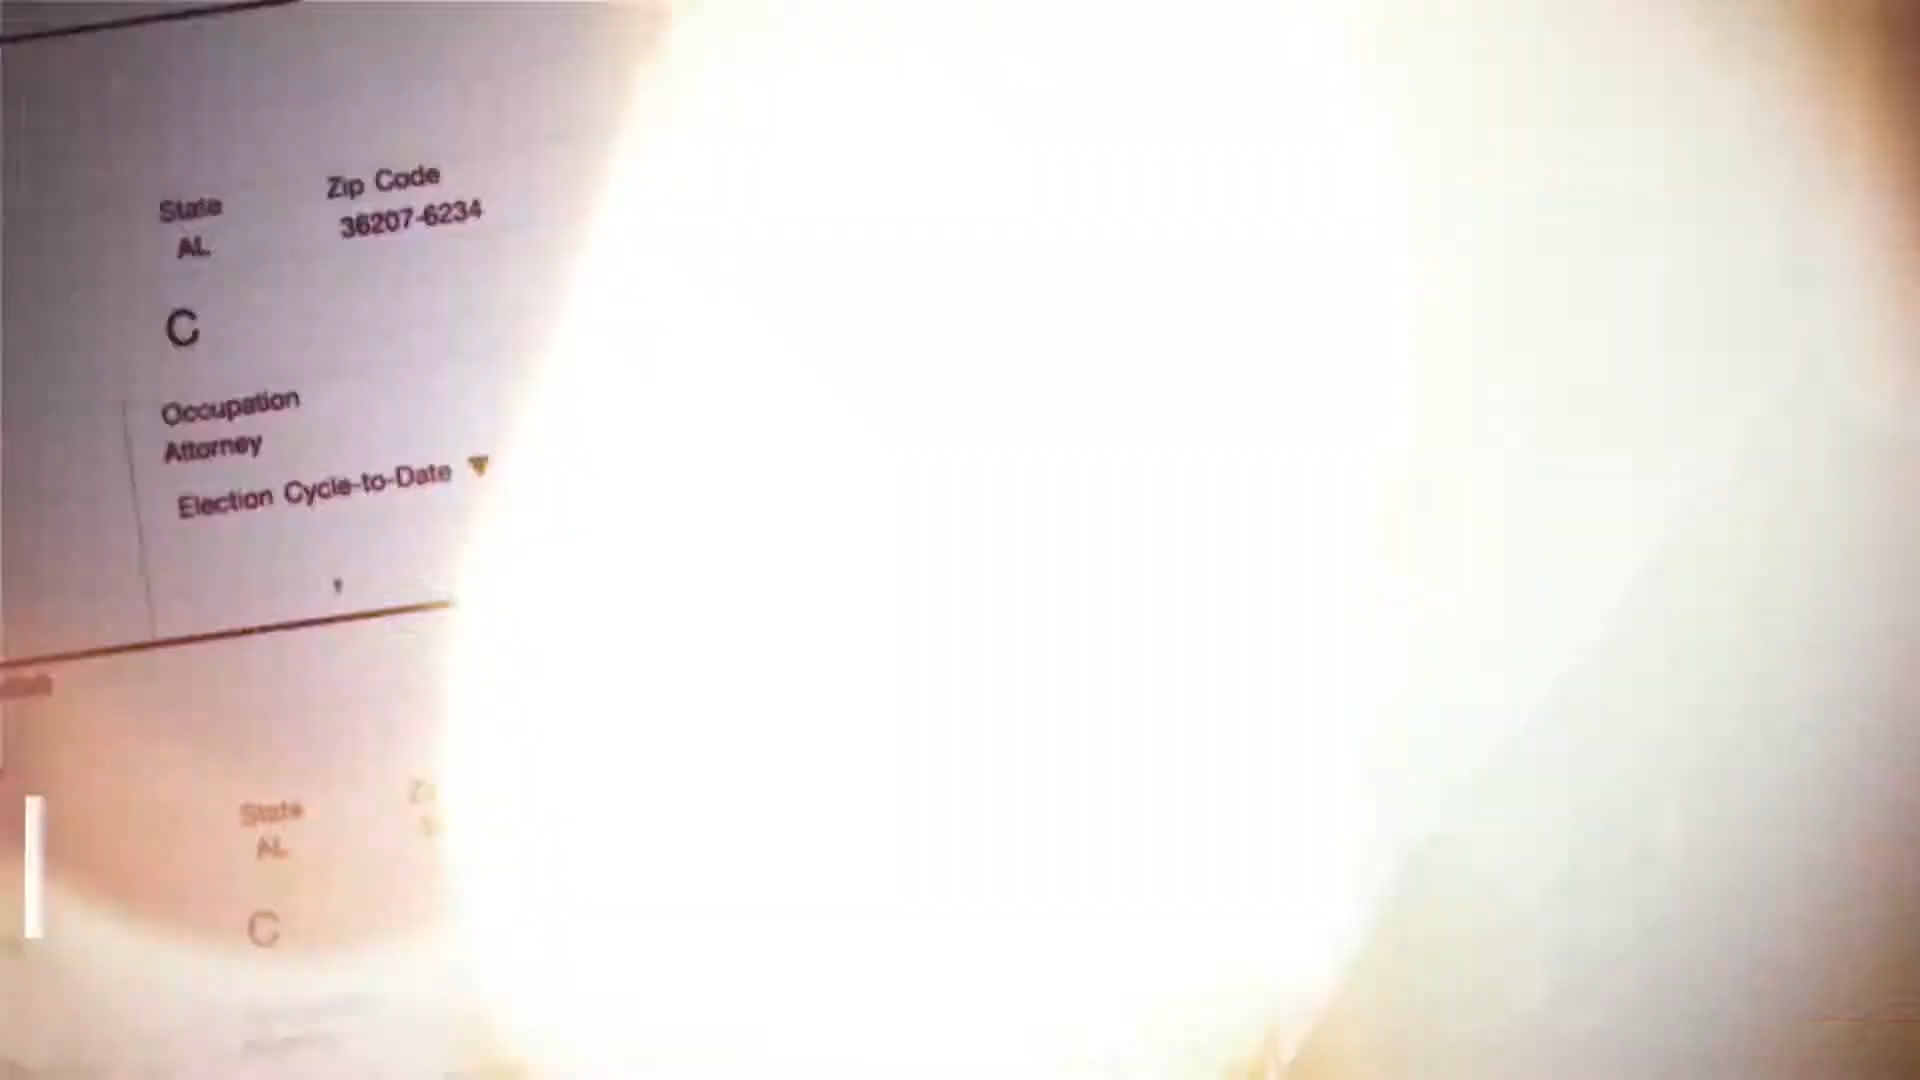 State Zip Code
AL 36207-6234
C
Occupation
Attorney
Election Cycle-to-Date
State
AL
C